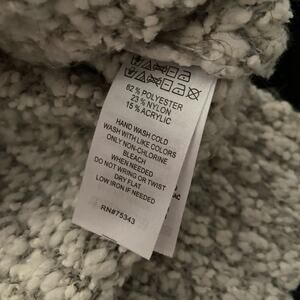 62% POLYESTER
23% NYLON
15% ACRYLIC
HAND WASH COLD
WASH WITH LIKE COLORS
ONLY NON-CHLORINE
BLEACH
WHEN NEEDED
DO NOT WRING OR TWIST
DRY FLAT
LOW IRON IF NEEDED
RN#75343